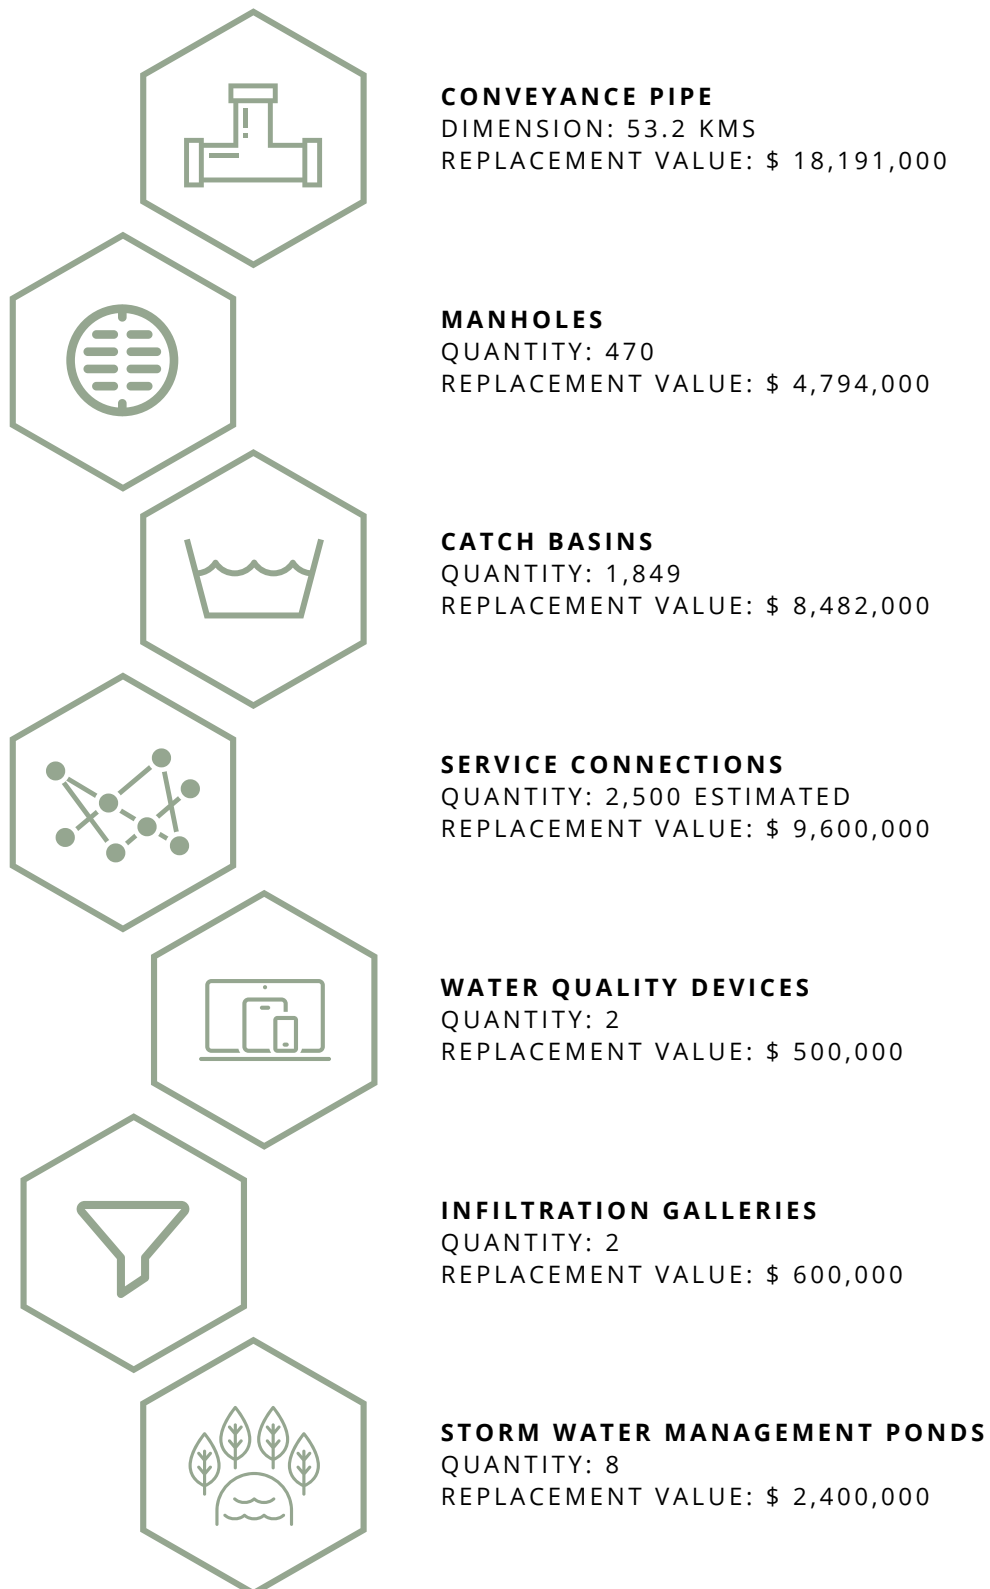 CONVEYANCE PIPE
DIMENSION: 53.2 KMS
REPLACEMENT VALUE: $ 18,191,000
MANHOLES
QUANTITY: 470
REPLACEMENT VALUE: $ 4,794,000
CATCH BASINS
QUANTITY: 1,849
REPLACEMENT VALUE: $ 8,482,000
SERVICE CONNECTIONS
QUANTITY: 2,500 ESTIMATED
REPLACEMENT VALUE: $ 9,600,000
WATER QUALITY DEVICES
QUANTITY: 2
REPLACEMENT VALUE: $ 500,000
INFILTRATION GALLERIES
QUANTITY: 2
REPLACEMENT VALUE: $ 600,000
STORM WATER MANAGEMENT PONDS
QUANTITY: 8
REPLACEMENT VALUE: $ 2,400,000